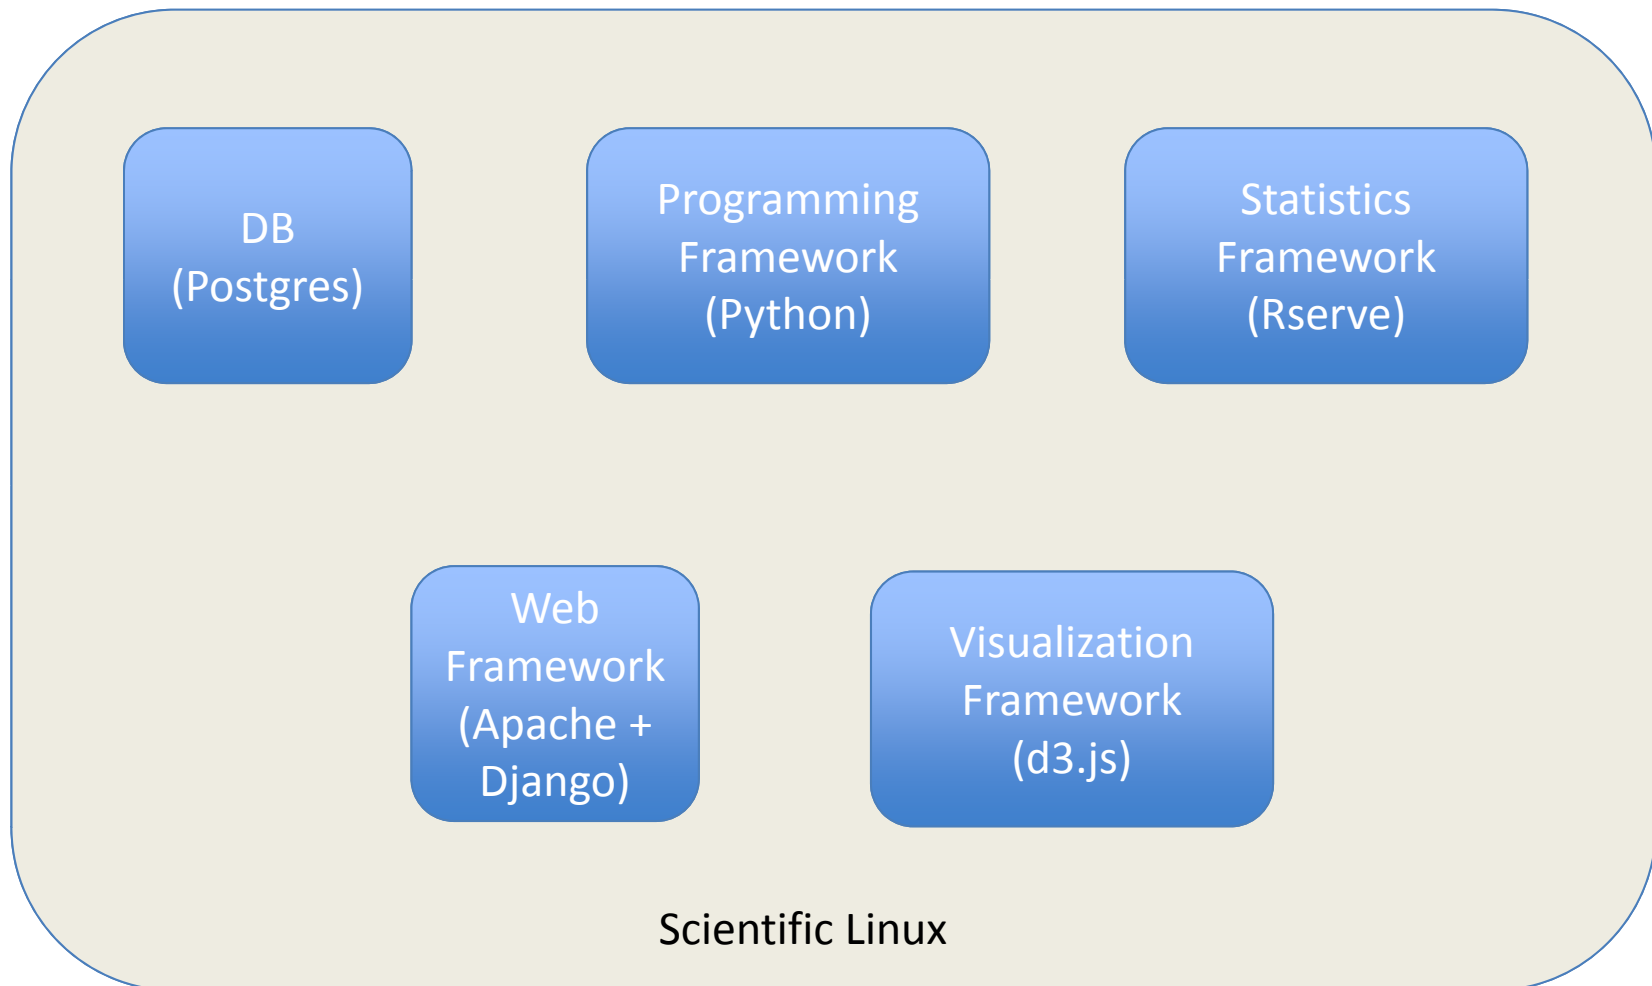 DB
(Postgres)
Programming
Framework
(Python)
Statistics
Framework
(Rserve)
Web
Framework
(Apache +
Django)
Visualization
Framework
(d3.js)
Scientific Linux